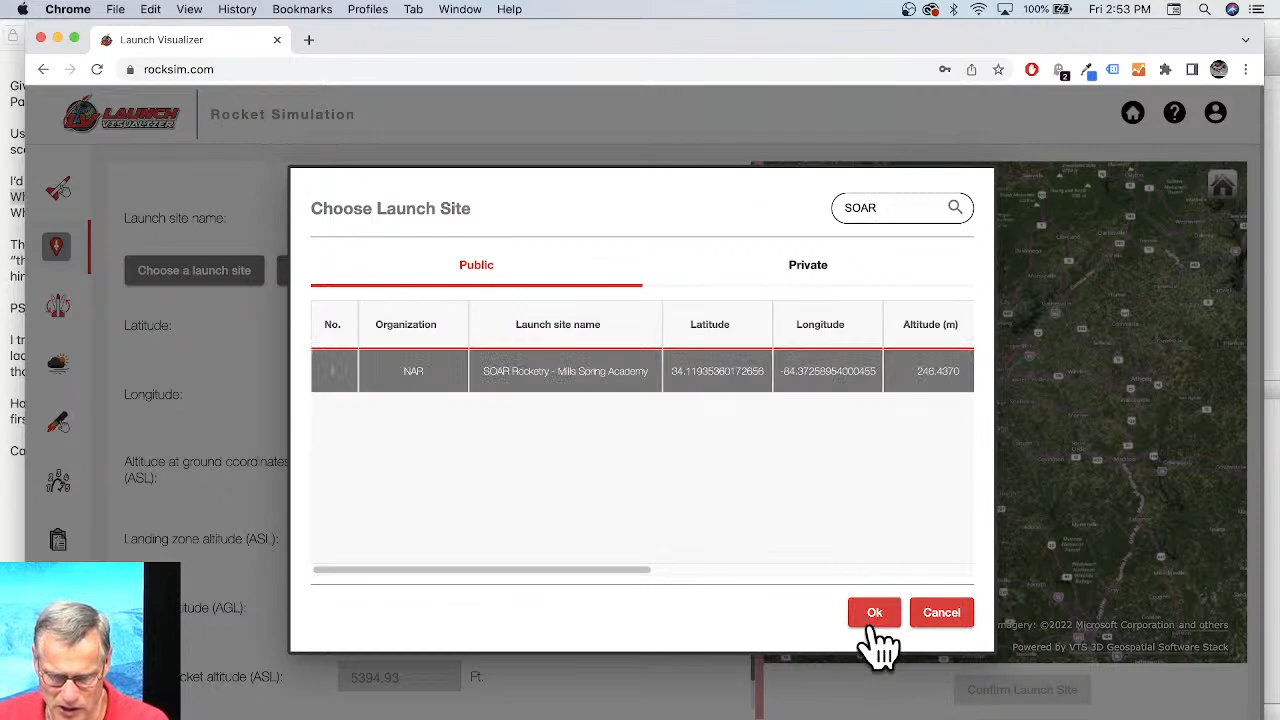 Chrome File Edit View History Bookmarks Profiles Tab Window Help
100% Fri 2:53 PM
Launch Visualizer
rocksim.com
2
LAUNCH
VISUALIZER
Rocket Simulation
Launch site name:
Choose a launch site
Latitude:
Longitude:
Altitude at ground coordinates
(ASL):
Landing zone altitude (ASL):
titude (AGL):
cket altitude (ASL):
5394.93 Ft.
Choose Launch Site
SOAR
Public Private
No. Organization Launch site name Latitude Longitude Altitude (m)
NAR SOAR Rocketry - Mills Spring Academy 34.11935360172656 -84.37258954000455 246.4370
Ok Cancel
magery: ©2022 Microsoft Corporation and others
Powered by VTS 3D Geospatial Software Stack
Confirm Launch Site